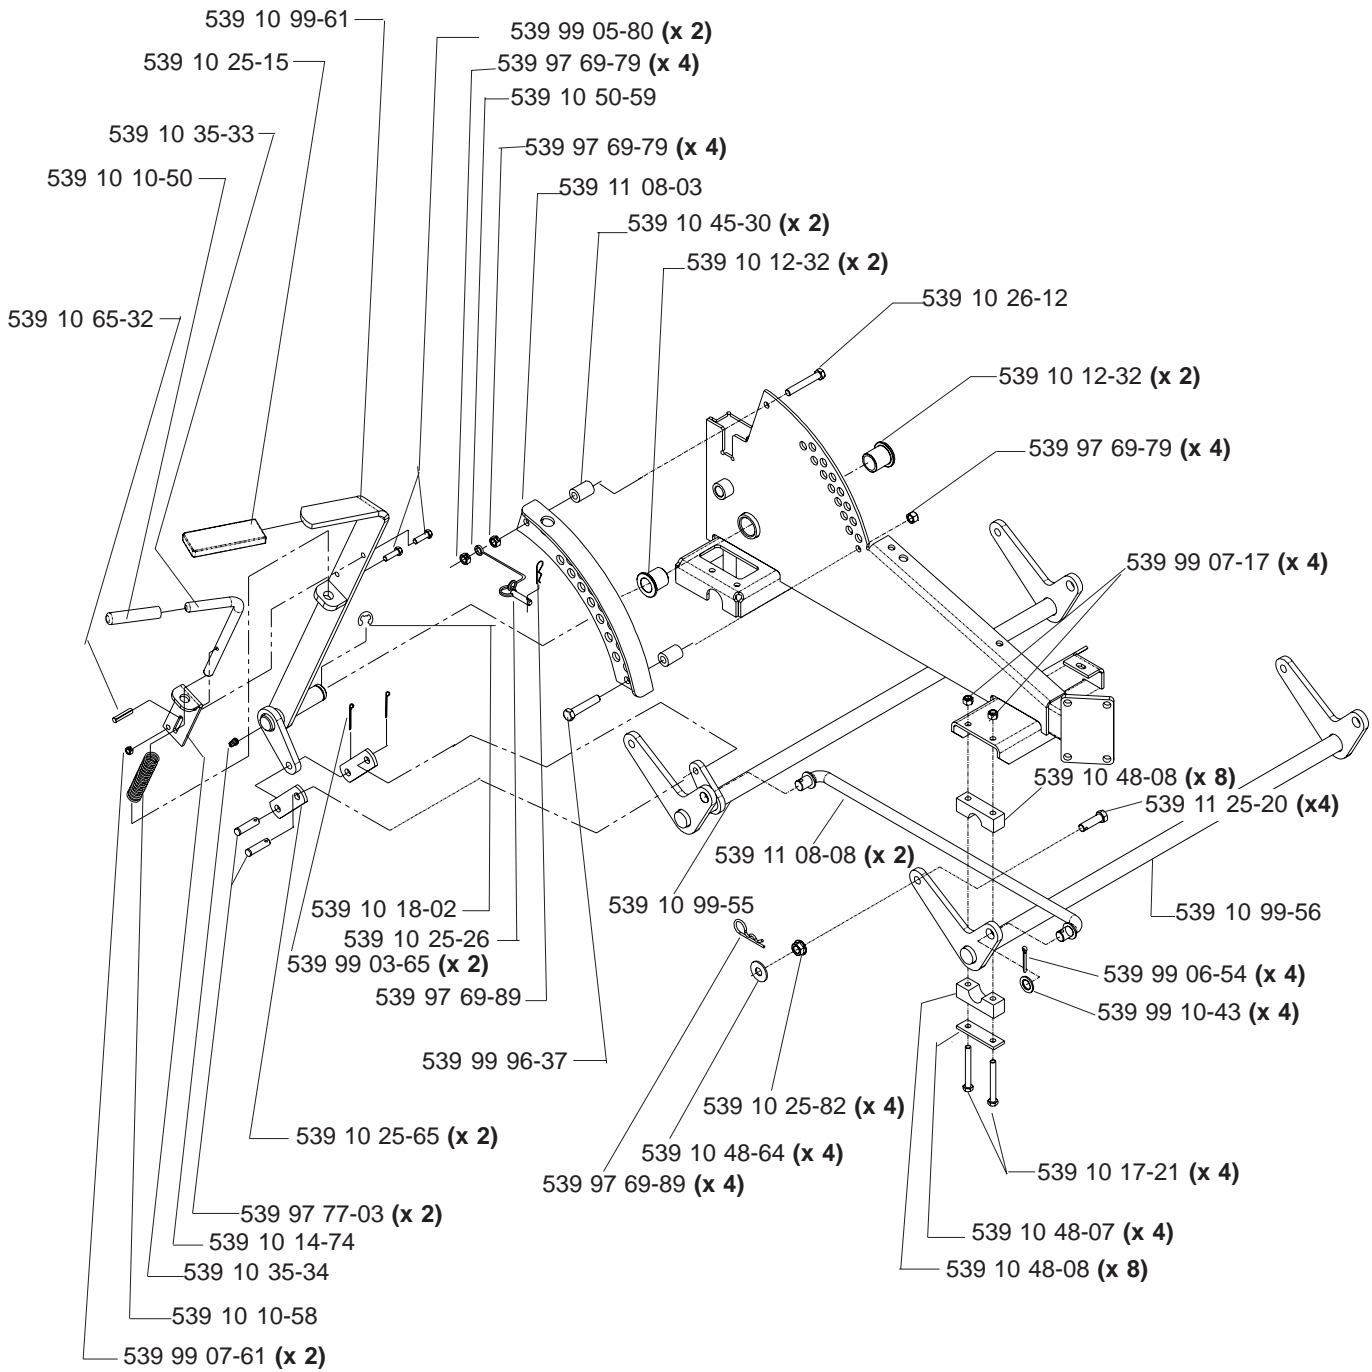 539 10 99-61
539 99 05-80 (x 2)
539 10 25-15
539 97 69-79 (x 4)
539 10 50-59
539 10 35-33
539 97 69-79 (x 4)
539 10 10-50
539 11 08-03
539 10 45-30 (x 2)
539 10 12-32 (x 2)
539 10 26-12
539 10 65-32
539 10 12-32 (x 2)
539 97 69-79 (x 4)
539 99 07-17 (x 4)
539 10 48-08 (x 8)
539 11 25-20 (x4)
539 11 08-08 (x 2)
539 10 99-55
539 10 99-56
539 10 18-02
539 10 25-26
539 99 03-65 (x 2)
539 97 69-89
539 99 06-54 (x 4)
539 99 10-43 (x 4)
539 99 96-37
539 10 25-82 (x 4)
539 10 25-65 (x 2)
539 10 48-64 (x 4)
539 97 69-89 (x 4)
539 10 17-21 (x 4)
539 97 77-03 (x 2)
539 10 14-74
539 10 48-07 (x 4)
539 10 35-34
539 10 48-08 (x 8)
539 10 10-58
539 99 07-61 (x 2)